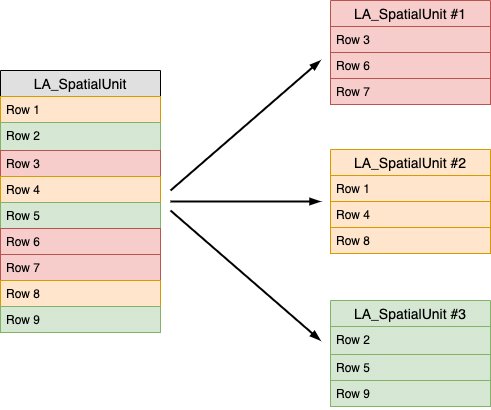 LA_SpatialUnit
Row 1
Row 2
Row 3
Row 4
Row 5
Row 6
Row 7
Row 8
Row 9
LA_SpatialUnit #1
Row 3
Row 6
Row 7
LA_SpatialUnit #2
Row 1
Row 4
Row 8
LA_SpatialUnit #3
Row 2
Row 5
Row 9